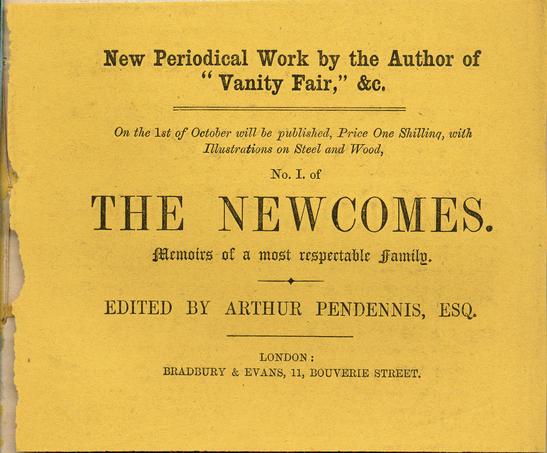 New Periodical Work by the Author of
“Vanity Fair,” &c.
On the 1st of October will be published, Price One Shilling, with
Illustrations on Steel and Wood,
No. I. of
THE NEWCOMES.
Memoirs of a most respectable Family.
EDITED BY ARTHUR PENDENNIS, ESQ.
LONDON:
BRADBURY & EVANS, 11, BOUVERIE STREET.